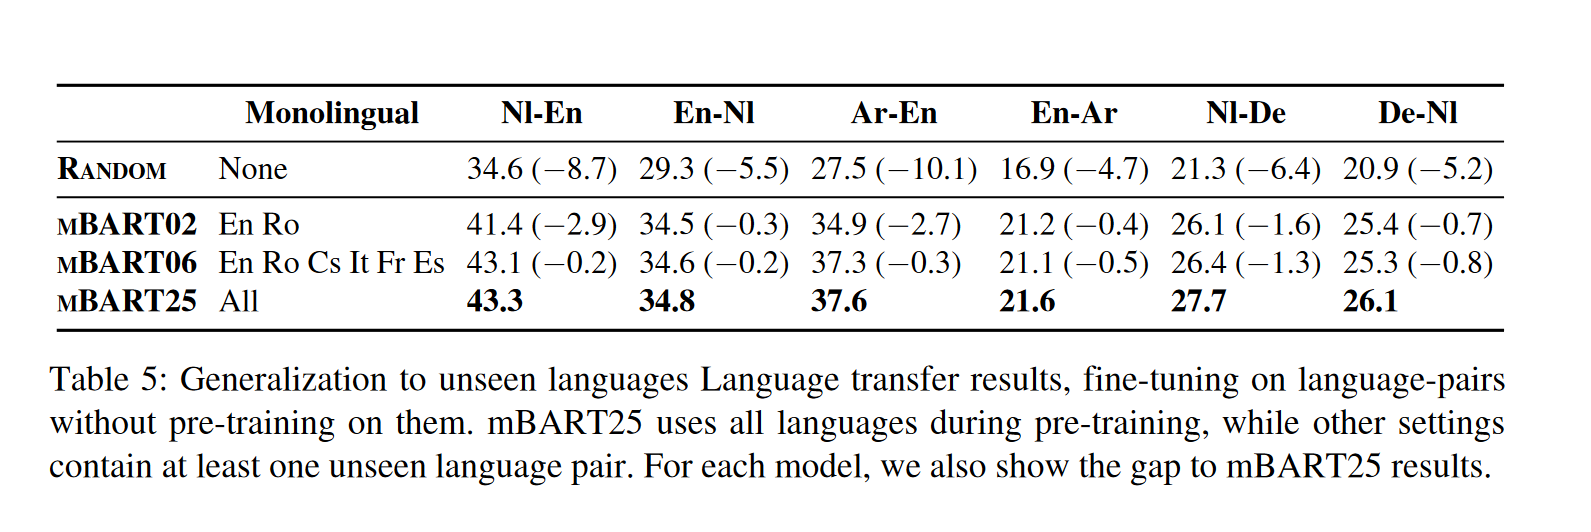 Monolingual Nl-En En-Nl Ar-En En-Ar Nl-De De-Nl
RANDOM None 34.6 (−8.7) 29.3 (−5.5) 27.5 (−10.1) 16.9 (−4.7) 21.3 (−6.4) 20.9 (−5.2)
MBART02 En Ro 41.4 (−2.9) 34.5 (−0.3) 34.9 (−2.7) 21.2 (−0.4) 26.1 (−1.6) 25.4 (−0.7)
MBART06 En Ro Cs It Fr Es 43.1 (−0.2) 34.6 (−0.2) 37.3 (−0.3) 21.1 (−0.5) 26.4 (−1.3) 25.3 (−0.8)
MBART25 All 43.3 34.8 37.6 21.6 27.7 26.1
Table 5: Generalization to unseen languages Language transfer results, fine-tuning on language-pairs
without pre-training on them. mBART25 uses all languages during pre-training, while other settings
contain at least one unseen language pair. For each model, we also show the gap to mBART25 results.